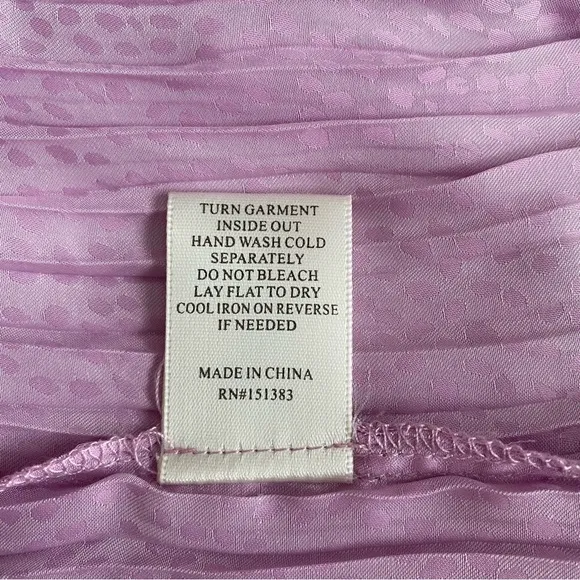 TURN GARMENT
INSIDE OUT
HAND WASH COLD
SEPARATELY
DO NOT BLEACH
LAY FLAT TO DRY
COOL IRON ON REVERSE
IF NEEDED
MADE IN CHINA
RN#151383